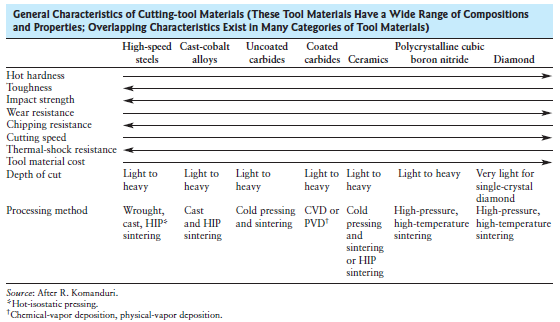 General Characteristics of Cutting-tool Materials (These Tool Materials Have a Wide Range of Compositions
and Properties; Overlapping Characteristics Exist in Many Categories of Tool Materials)
High-speed Cast-cobalt Uncoated Coated Polycrystalline cubic
steels alloys carbides carbides Ceramics boron nitride Diamond
Hot hardness
Toughness
Impact strength
Wear resistance
Chipping resistance
Cutting speed
Thermal-shock resistance
Tool material cost
Depth of cut Light to Light to Light to Light to Light to Light to heavy Very light for
heavy heavy heavy heavy heavy single-crystal
diamond
Processing method Wrought, Cast Cold pressing CVD or Cold High-pressure, High-pressure,
cast, HIP* and HIP and sintering PVD† pressing high-temperature high-temperature
sintering sintering and sintering sintering
sintering
or HIP
sintering
Source: After R. Komanduri.
*Hot-isostatic pressing.
†Chemical-vapor deposition, physical-vapor deposition.